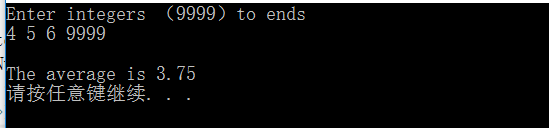 Enter integers （9999）to ends
4 5 6 9999
The average is 3.75
请按任意键继续. . .